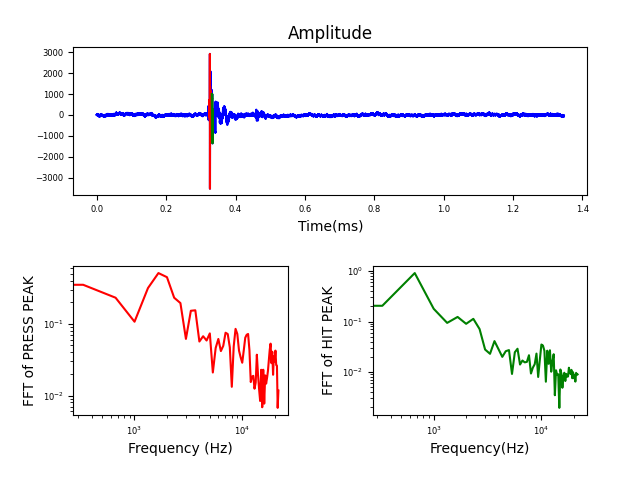 Amplitude
3000
2000
1000
0
−1000
−2000
−3000
0.0 0.2 0.4 0.6 0.8 1.0 1.2 1.4
Time(ms)
FFT of PRESS PEAK
10⁻¹
10⁻²
10³ 10⁴
Frequency (Hz)
FFT of HIT PEAK
10⁰
10⁻¹
10⁻²
10³ 10⁴
Frequency(Hz)